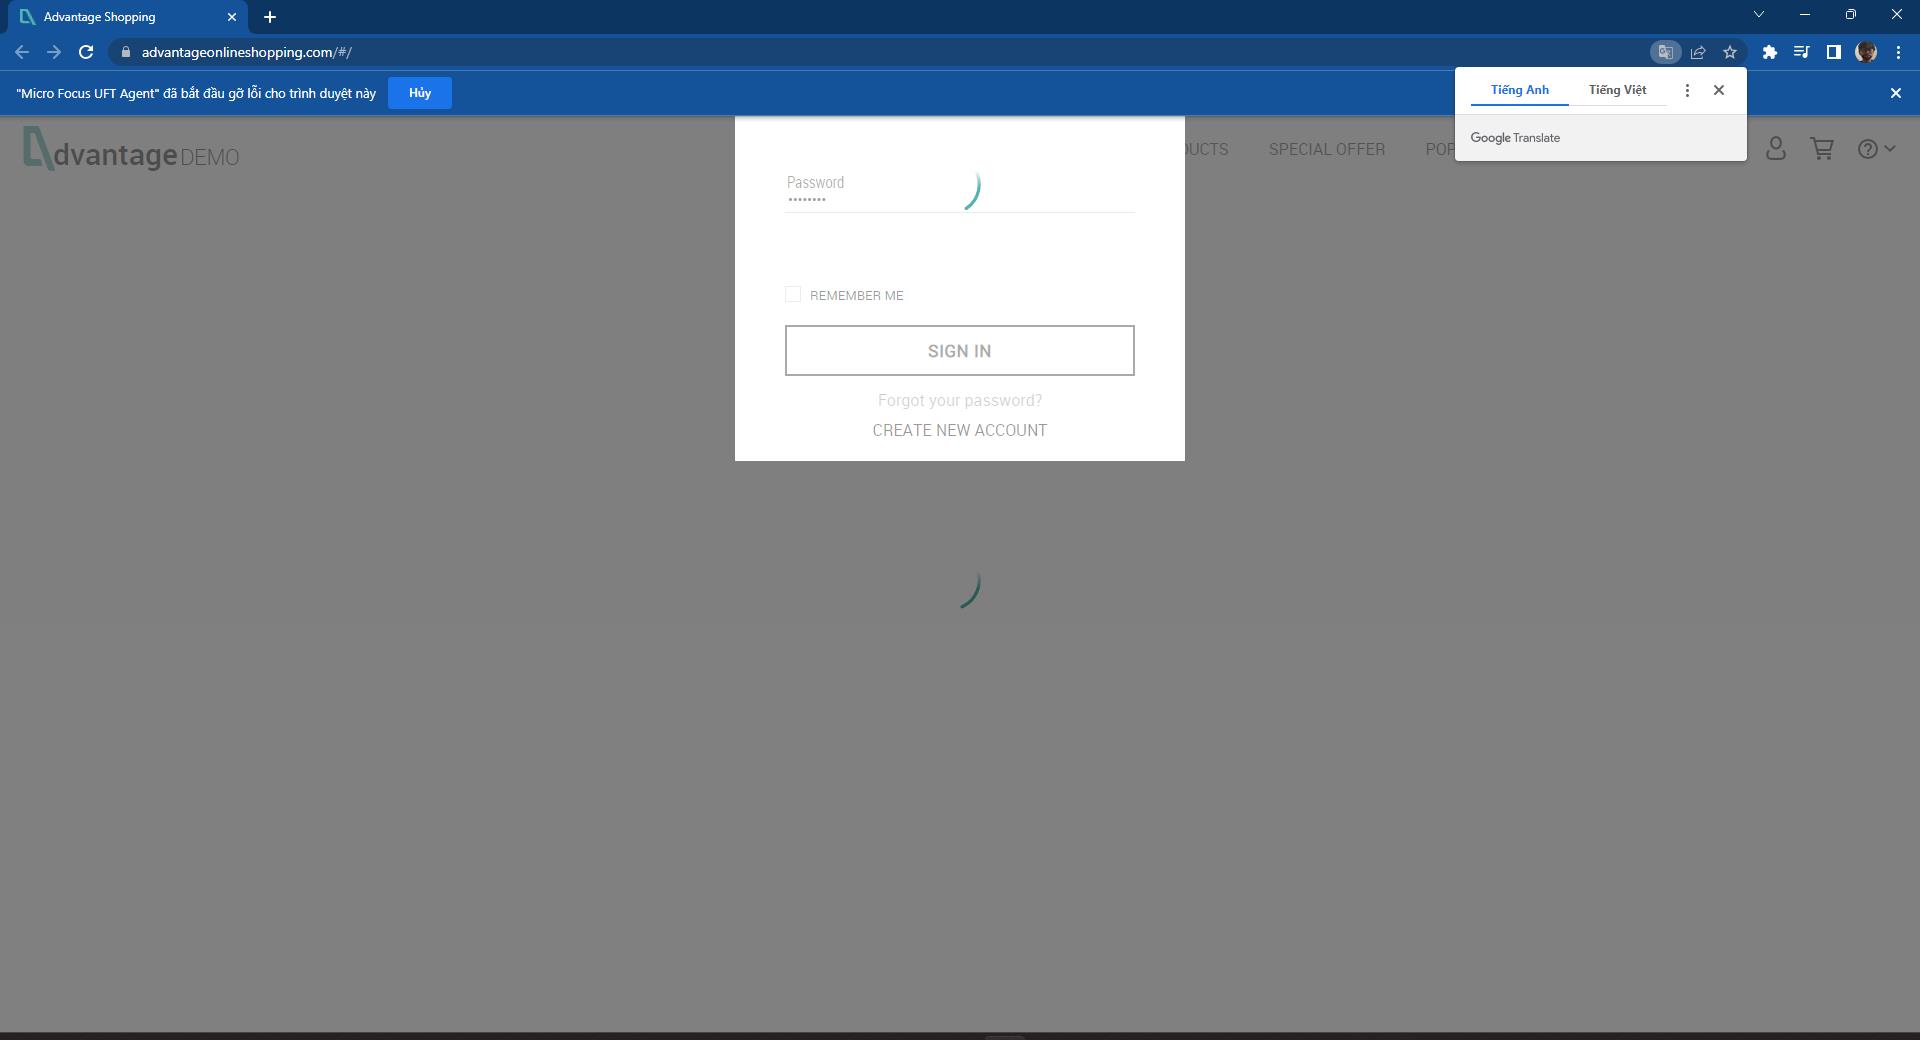 Advantage Shopping
advantageonlineshopping.com/#/
"Micro Focus UFT Agent" đã bắt đầu gỡ lỗi cho trình duyệt này
Hủy
Tiếng Anh
Tiếng Việt
Google Translate
dvantage DEMO
DUCTS
SPECIAL OFFER
POP
Password
REMEMBER ME
SIGN IN
Forgot your password?
CREATE NEW ACCOUNT